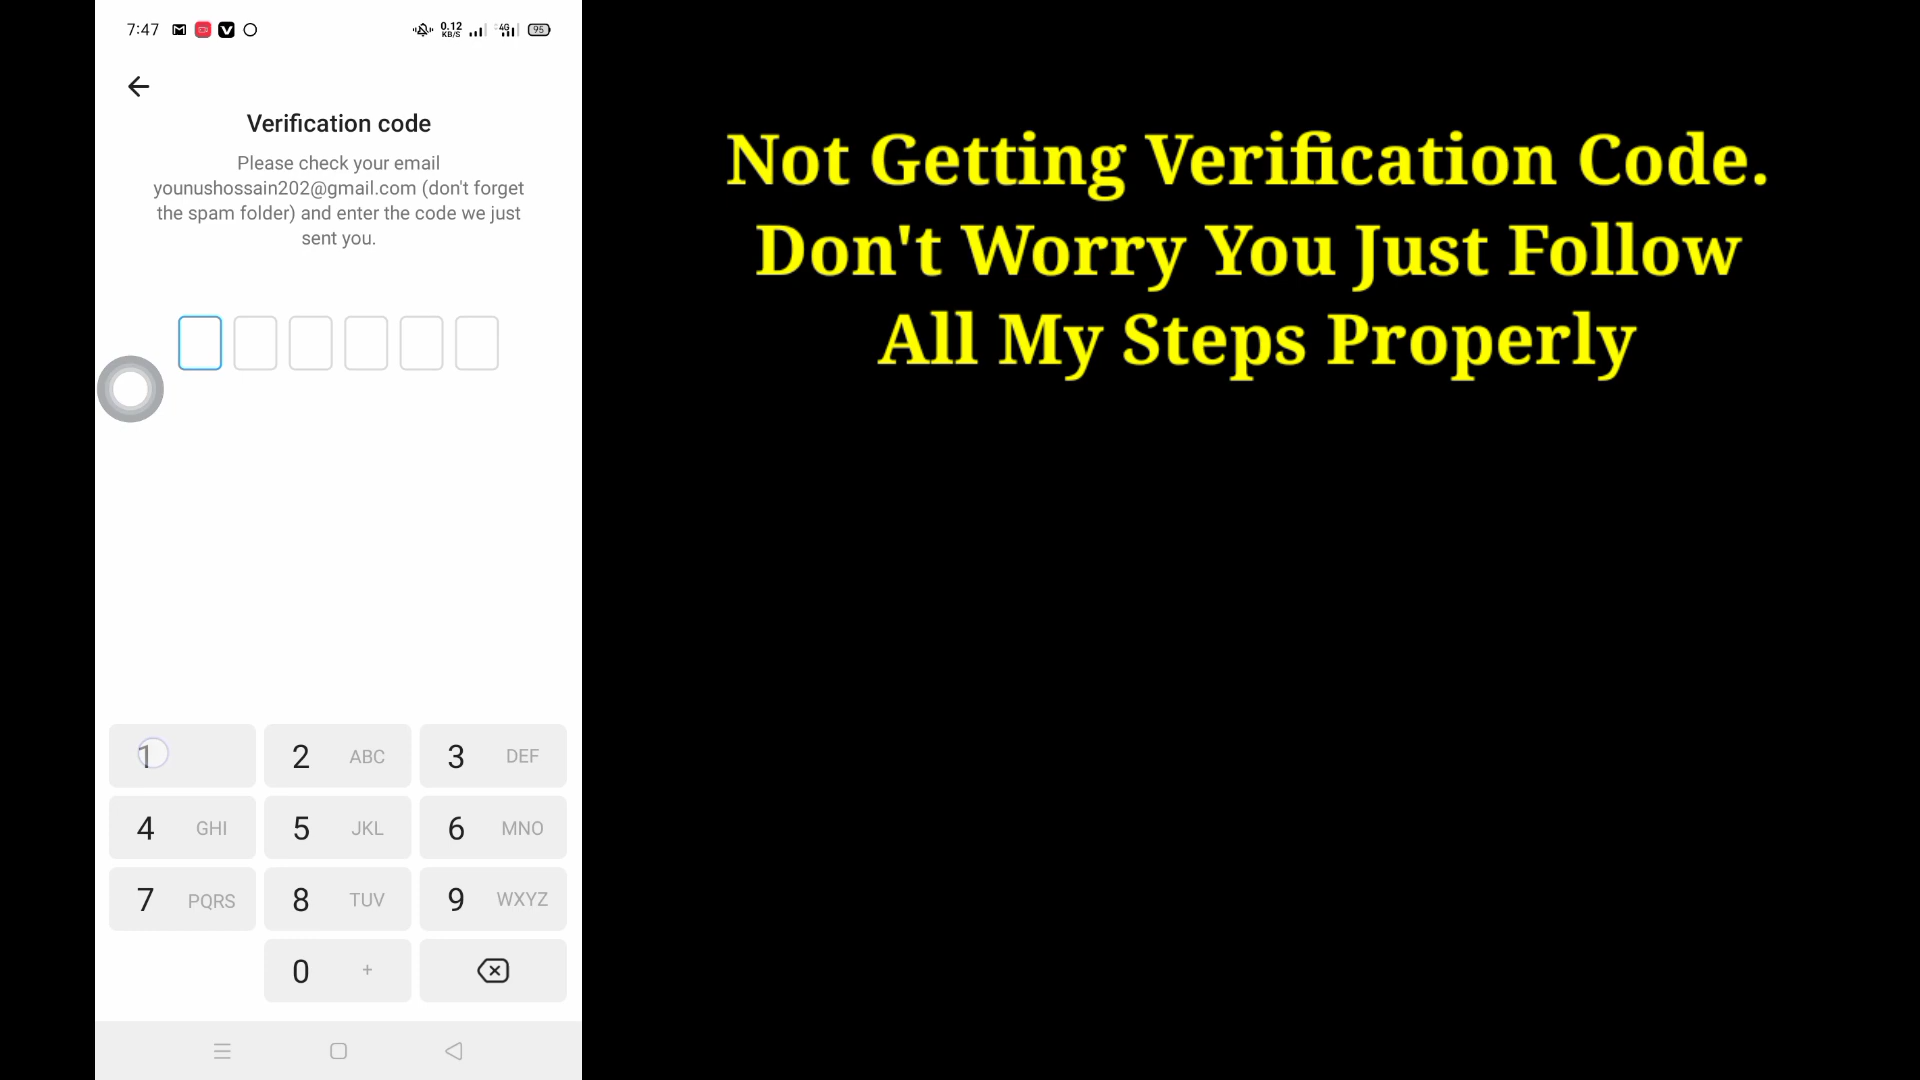 7:47
0.12
KB/S
4G
95
Verification code
Please check your email
younushossain202@gmail.com (don't forget
the spam folder) and enter the code we just
sent you.
1
2 ABC
3 DEF
4 GHI
5 JKL
6 MNO
7 PQRS
8 TUV
9 WXYZ
0 +
Not Getting Verification Code.
Don't Worry You Just Follow
All My Steps Properly